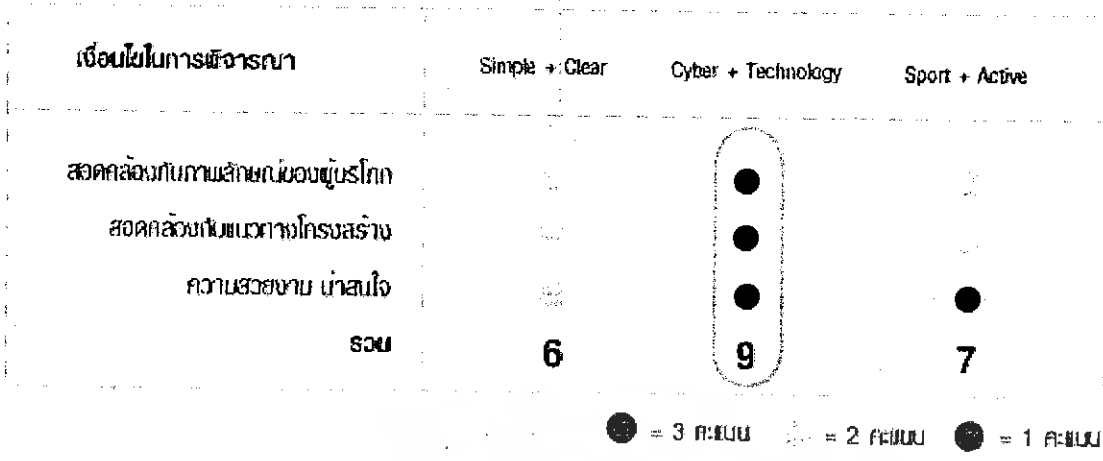 เงื่อนไขในการพิจารณา Simple + Clear Cyber + Technology Sport + Active
สอดคล้องกับภาพลักษณ์ของผู้บริโภค
สอดคล้องกับแนวทางโครงสร้าง
ความสวยงาม น่าสนใจ
รวม 6 9 7
= 3 คะแนน = 2 คะแนน = 1 คะแนน